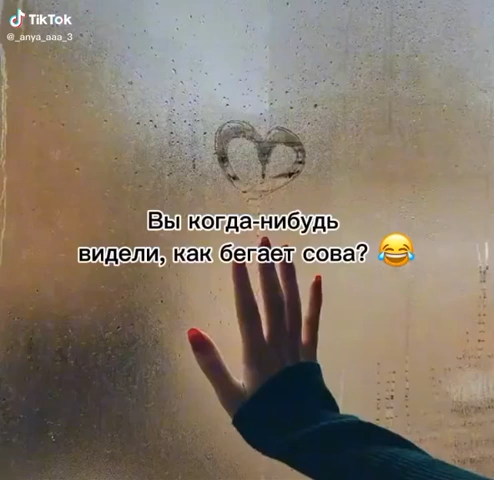 TikTok
@_anya_aaa_3
Вы когда-нибудь
видели, как бегает сова? 😂